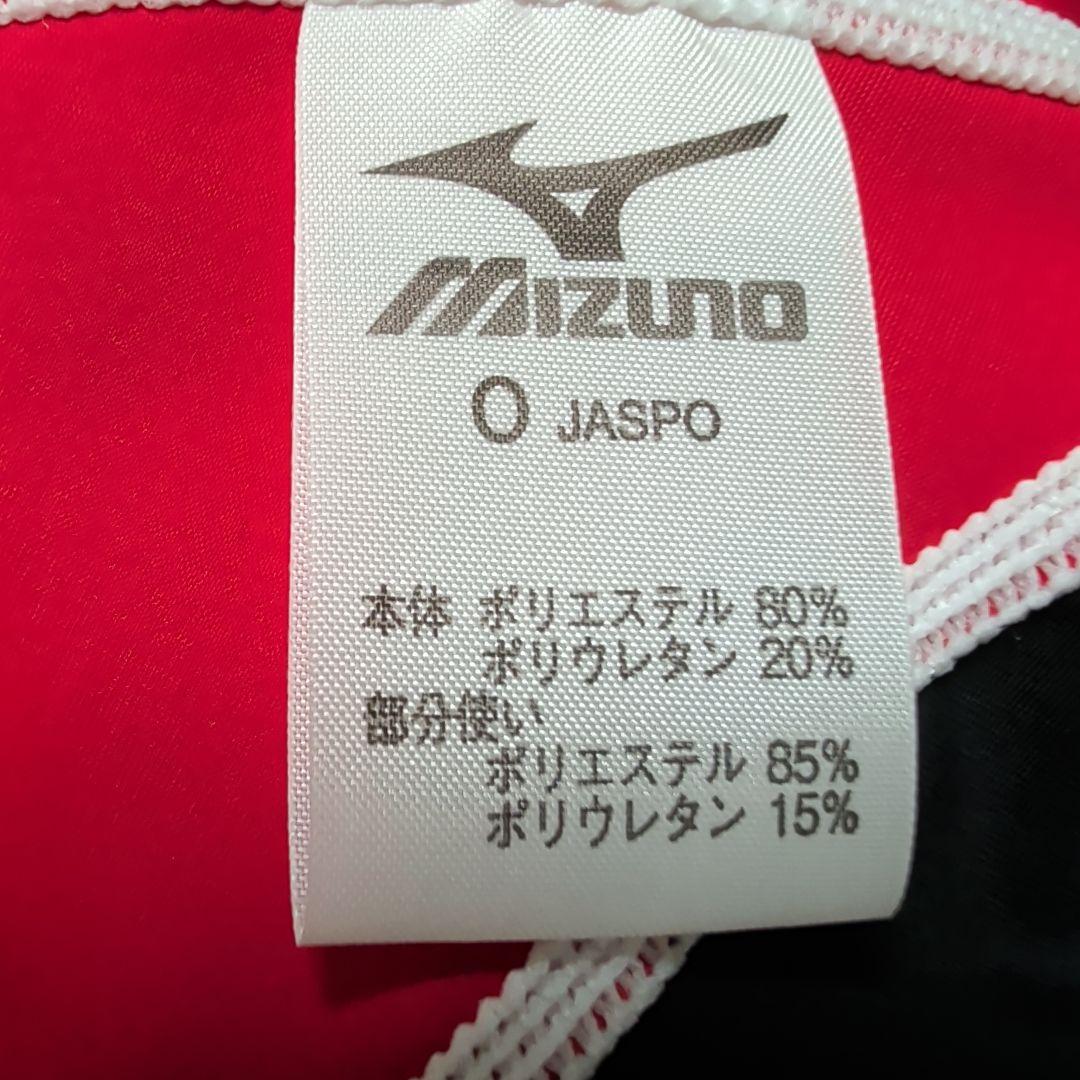 MIZUNO
O JASPO
本体 ポリエステル 80%
ポリウレタン 20%
部分使い
ポリエステル 85%
ポリウレタン 15%